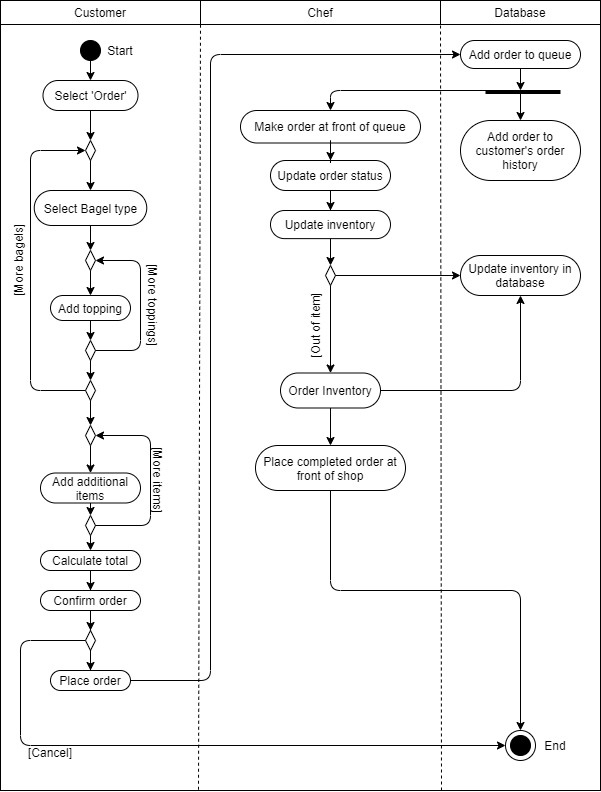 Customer
Chef
Database
Start
Select 'Order'
[More bagels]
Select Bagel type
[More toppings]
Add topping
[More items]
Add additional
items
Calculate total
Confirm order
Place order
[Cancel]
Make order at front of queue
Update order status
Update inventory
[Out of item]
Order Inventory
Place completed order at
front of shop
Add order to queue
Add order to
customer's order
history
Update inventory in
database
End